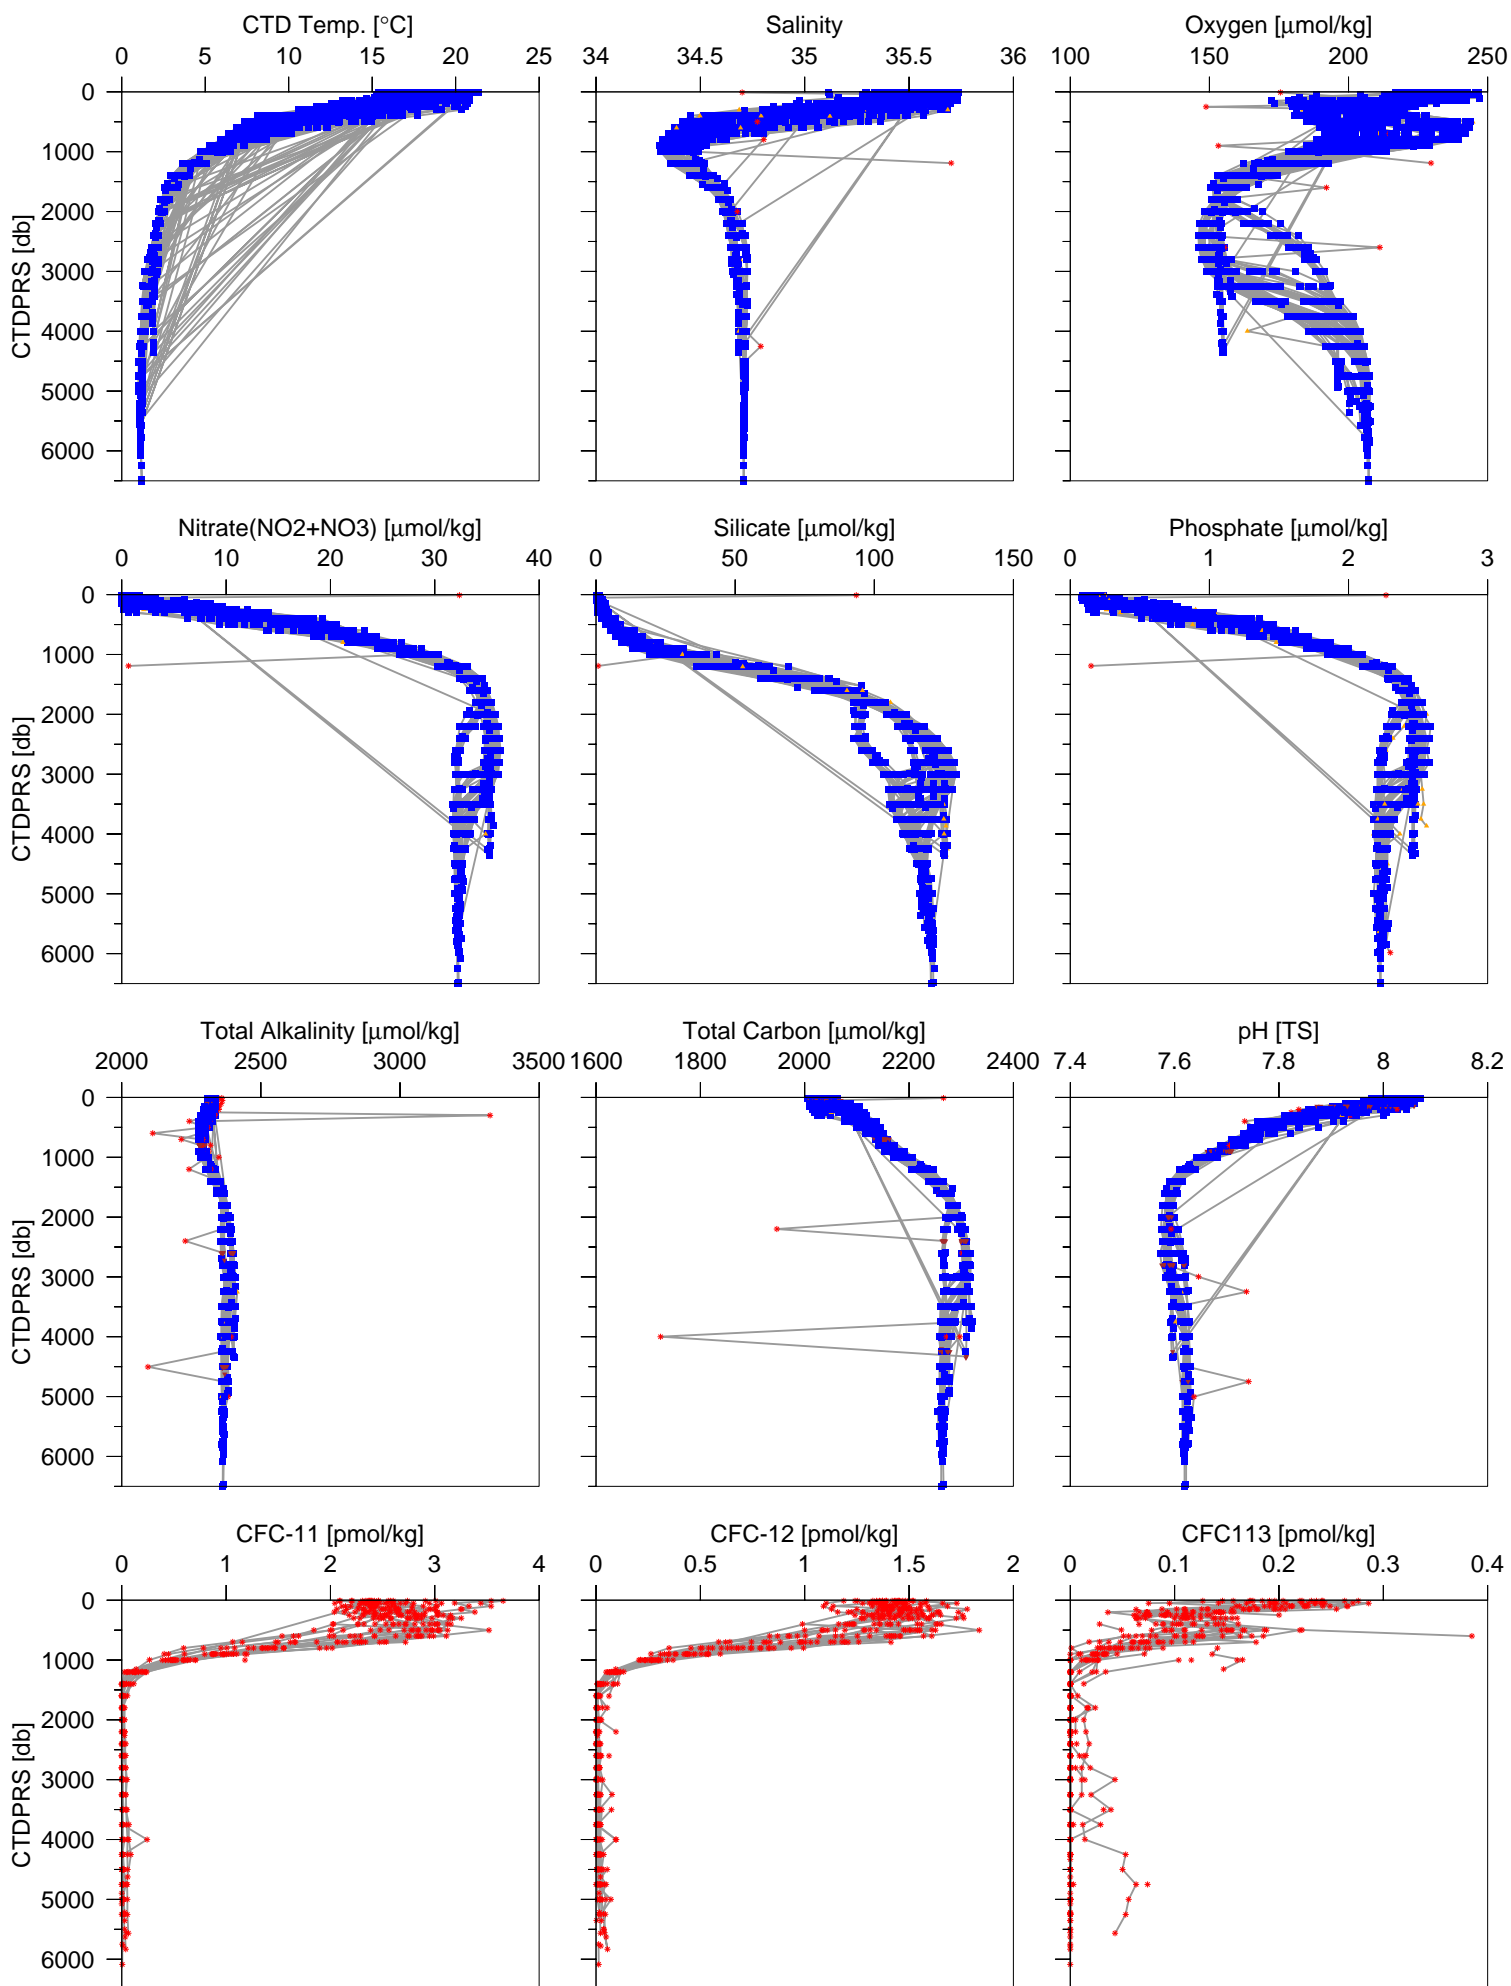 CTD Temp. [°C] Salinity Oxygen [μmol/kg]
0 5 10 15 20 25 34 34.5 35 35.5 36 100 150 200 250
0
1000
2000
3000
4000
5000
6000
CTDPRS [db]
Nitrate(NO2+NO3) [μmol/kg] Silicate [μmol/kg] Phosphate [μmol/kg]
0 10 20 30 40 0 50 100 150 0 1 2 3
0
1000
2000
3000
4000
5000
6000
CTDPRS [db]
Total Alkalinity [μmol/kg] Total Carbon [μmol/kg] pH [TS]
2000 2500 3000 3500 1600 1800 2000 2200 2400 7.4 7.6 7.8 8 8.2
0
1000
2000
3000
4000
5000
6000
CTDPRS [db]
CFC-11 [pmol/kg] CFC-12 [pmol/kg] CFC113 [pmol/kg]
0 1 2 3 4 0 0.5 1 1.5 2 0 0.1 0.2 0.3 0.4
0
1000
2000
3000
4000
5000
6000
CTDPRS [db]